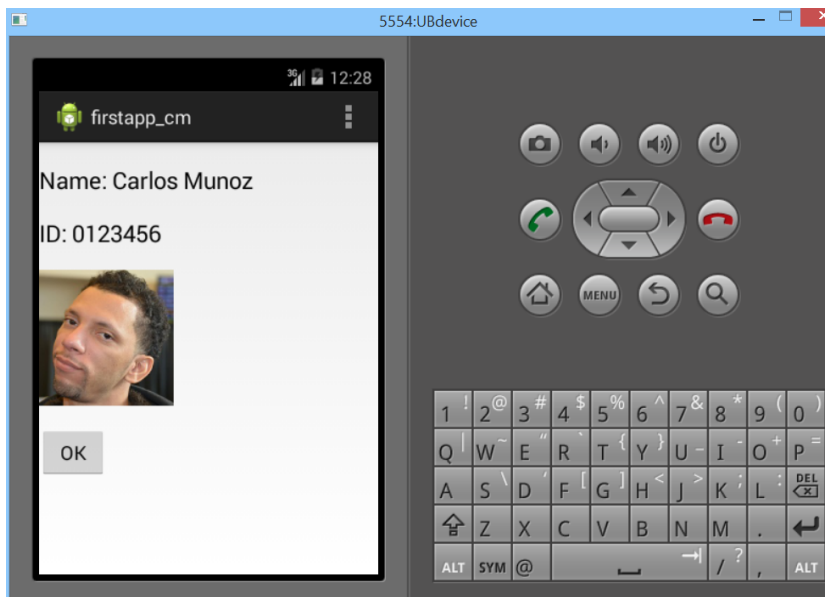 5554:UBdevice
3G 12:28
firstapp_cm
Name: Carlos Munoz
ID: 0123456
OK
MENU
1 ! 2 @ 3 # 4 $ 5 % 6 ^ 7 & 8 * 9 ( 0 )
Q | W ~ E " R ` T { Y } U _ I - O + P =
A S \ D ' F [ G ] H < J > K ; L : DEL
Z X C V B N M .
ALT SYM @ / ? , ALT